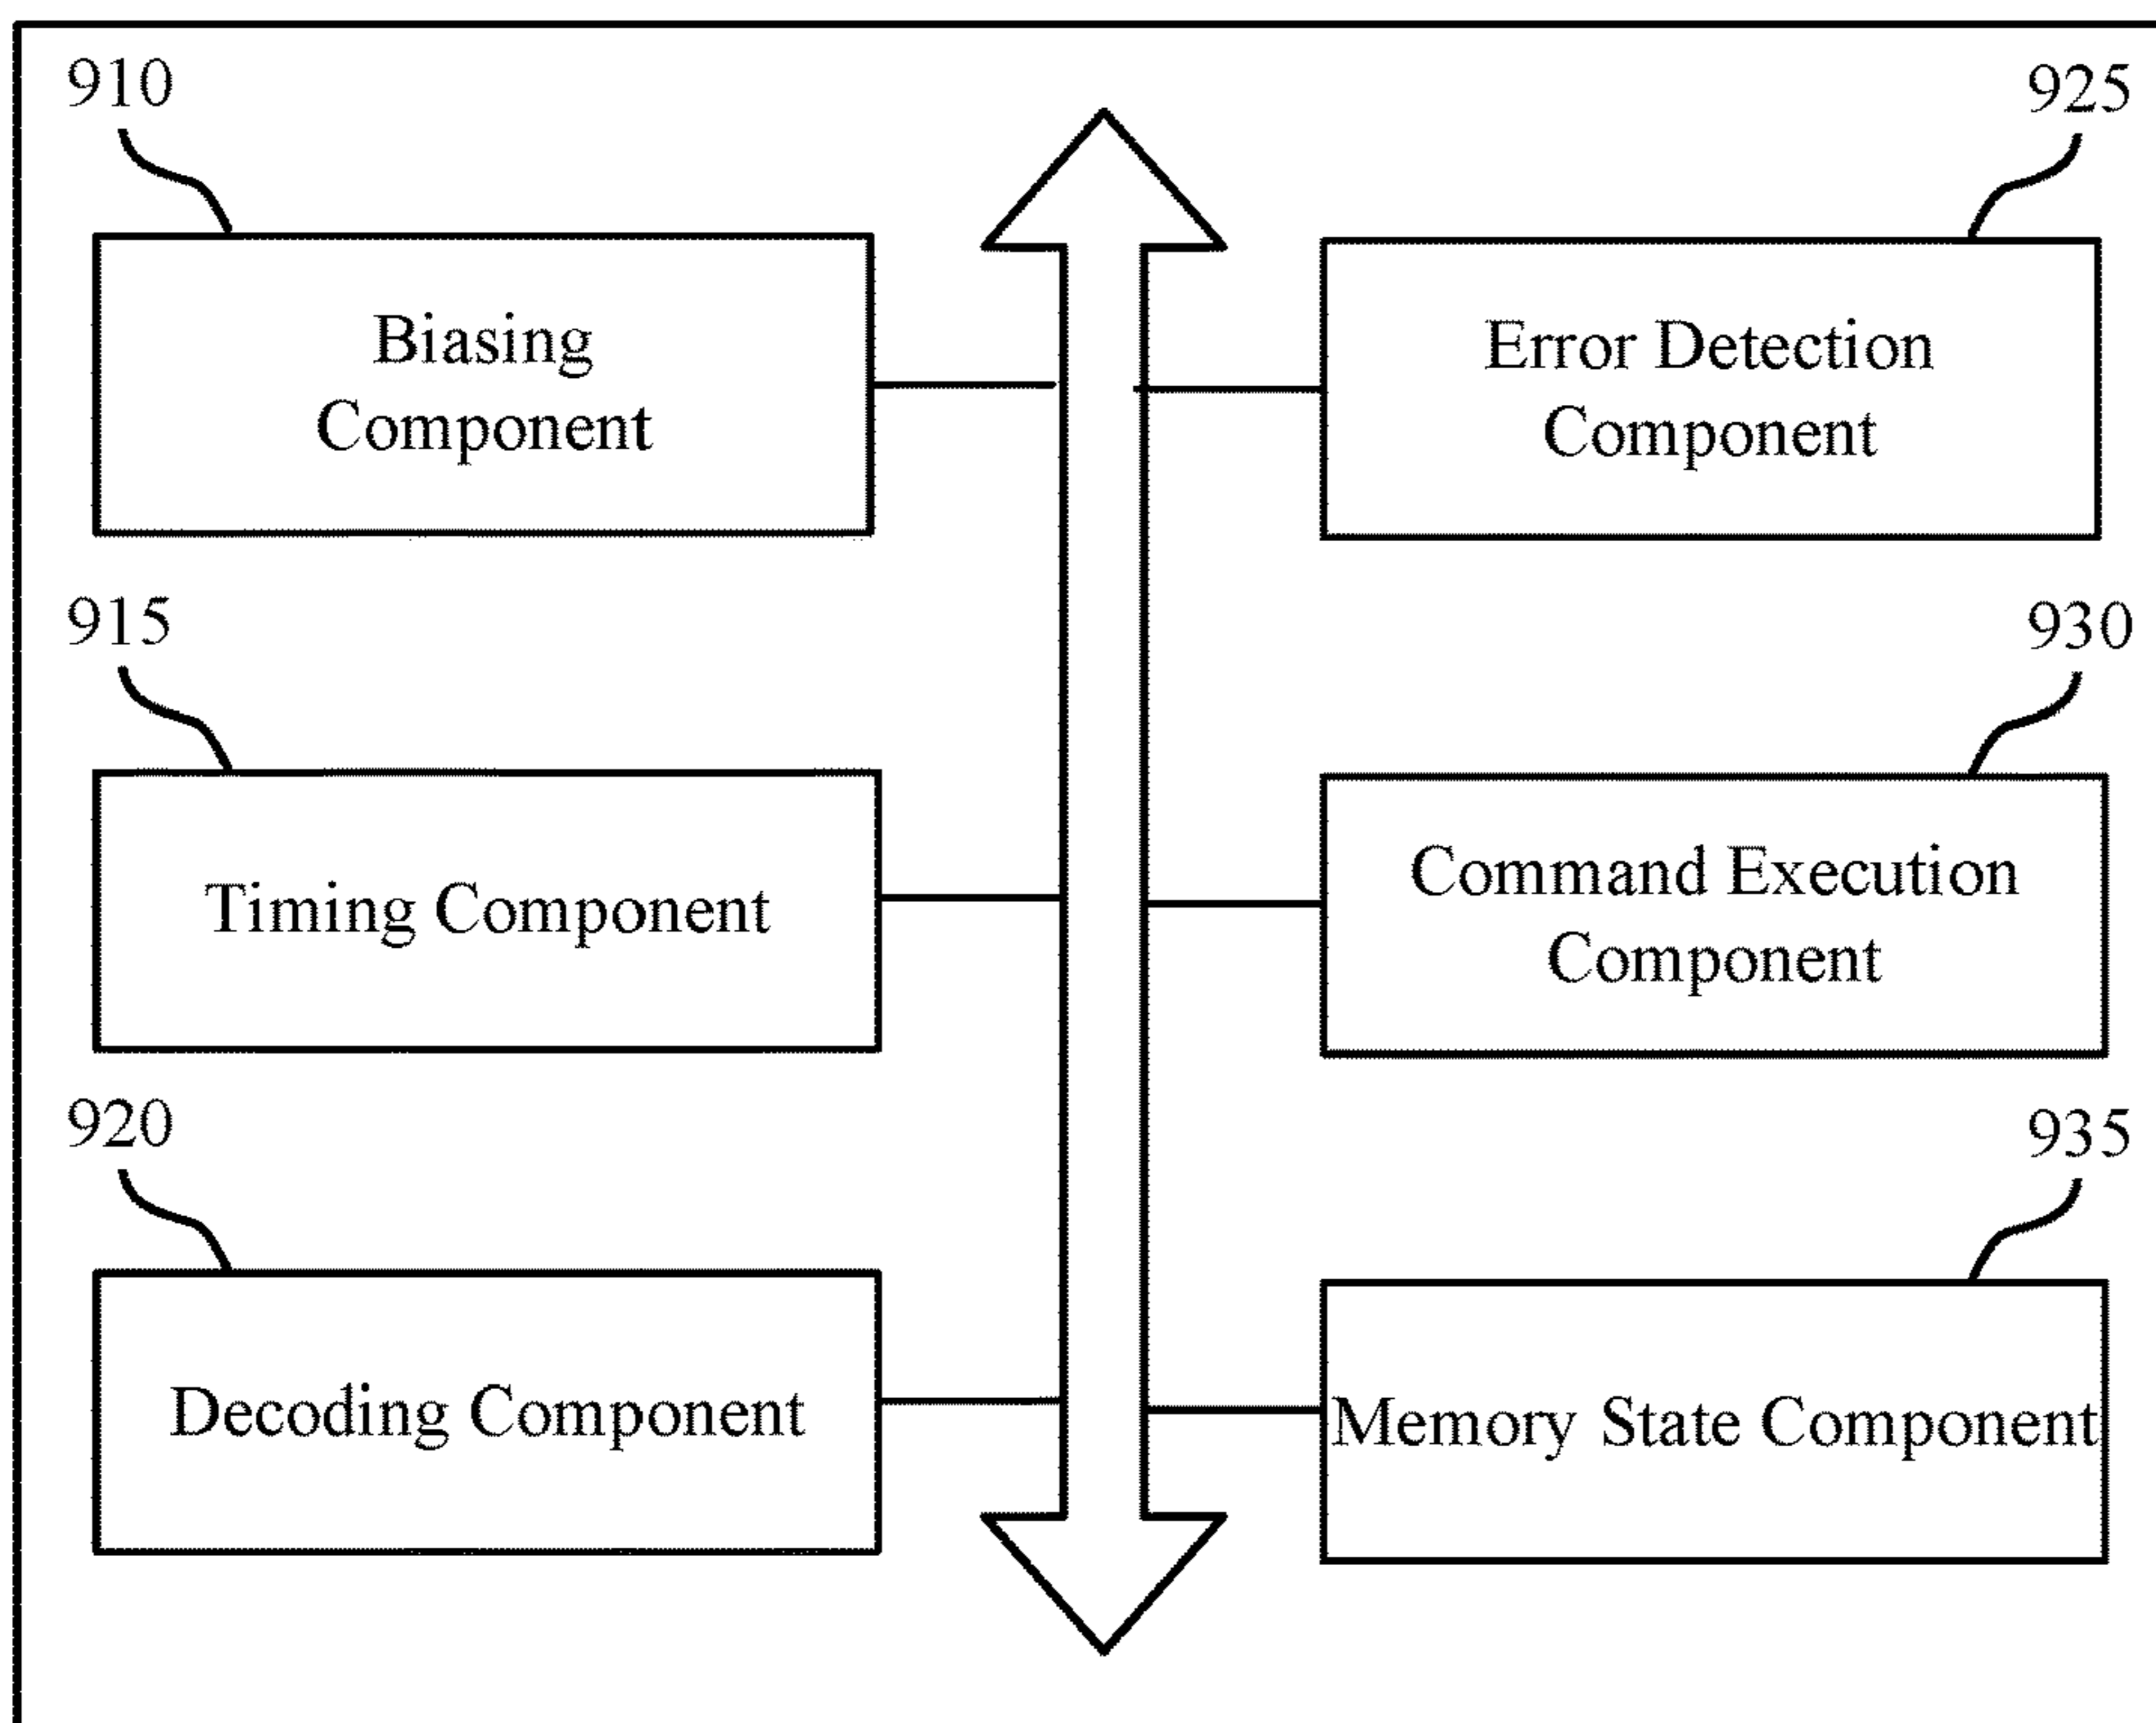 910
Biasing
Component
915
Timing Component
920
Decoding Component
925
Error Detection
Component
930
Command Execution
Component
935
Memory State Component